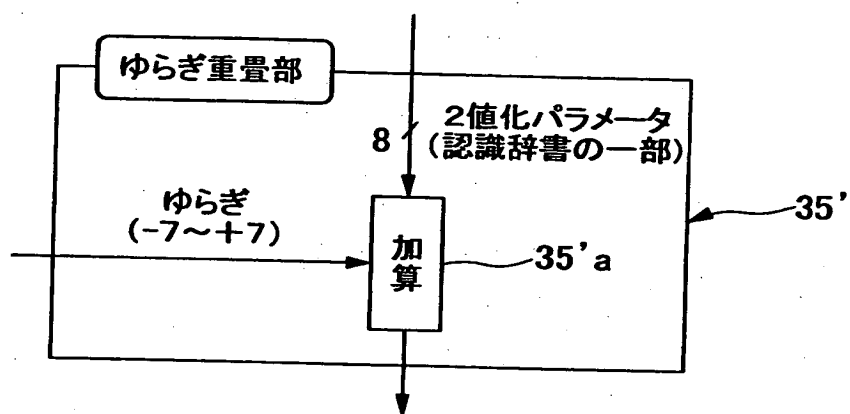 ゆらぎ重畳部
8
2値化パラメータ
(認識辞書の一部)
ゆらぎ
(-7〜+7)
加算
35'a
35'